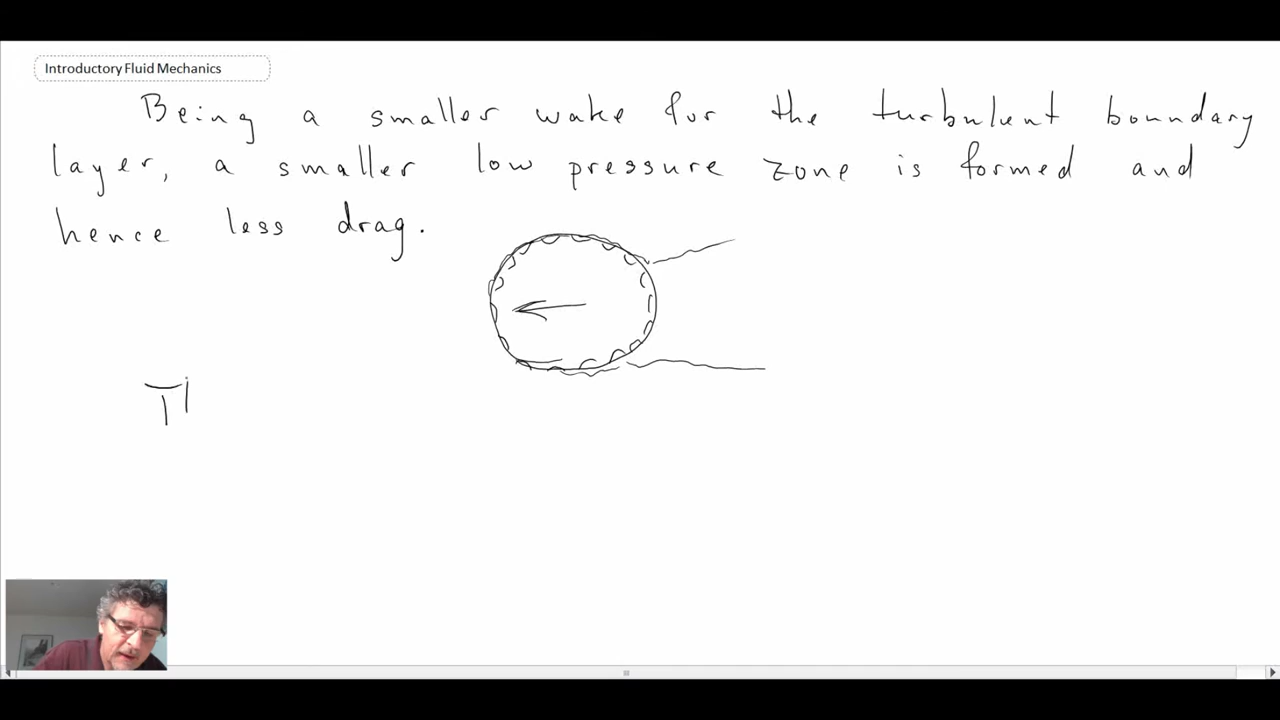 Introductory Fluid Mechanics
Being a smaller wake for the turbulent boundary
layer, a smaller low pressure zone is formed and
hence less drag.